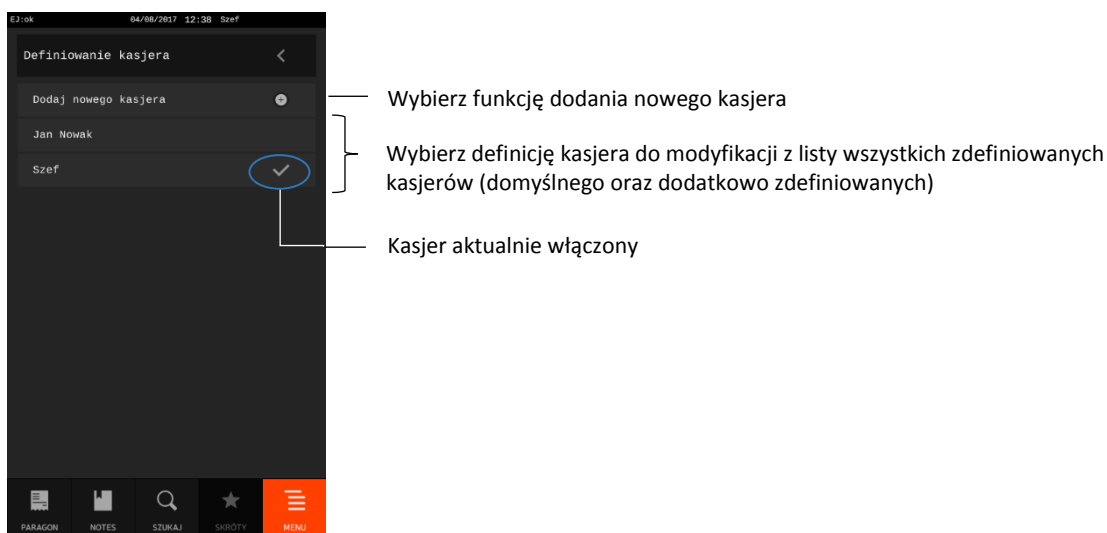 EJ:ok 04/08/2017 12:38 Szef
Definiowanie kasjera
Dodaj nowego kasjera
Wybierz funkcję dodania nowego kasjera
Jan Nowak
Szef
Wybierz definicję kasjera do modyfikacji z listy wszystkich zdefiniowanych
kasjerów (domyślnego oraz dodatkowo zdefiniowanych)
Kasjer aktualnie włączony
PARAGON NOTES SZUKAJ SKRÓTY MENU